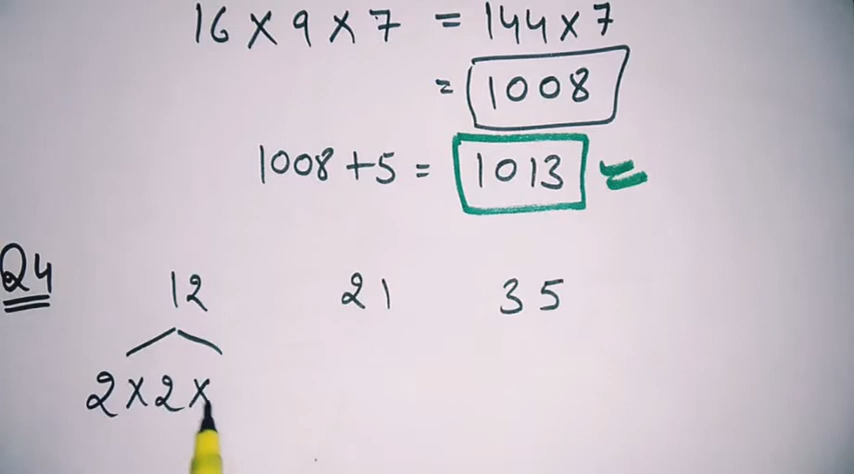 16 × 9 × 7 = 144 × 7
= 1008
1008 + 5 = 1013
Q4 12 21 35
2 × 2 ×